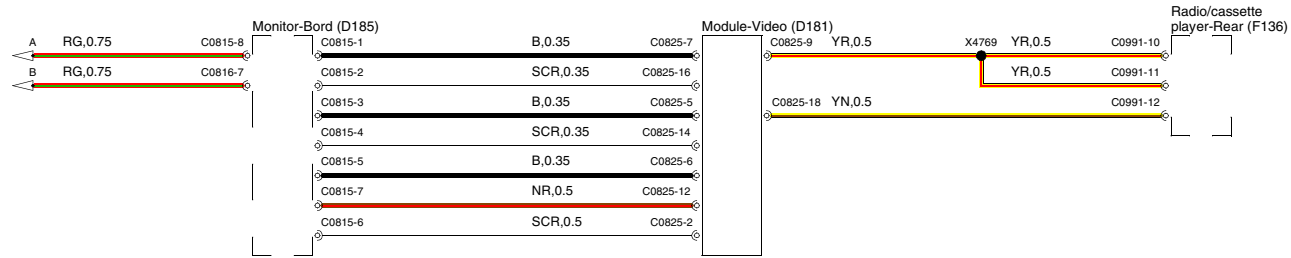 Radio/cassette
Monitor-Bord (D185) Module-Video (D181) player-Rear (F136)
A RG,0.75 C0815-8 C0815-1 B,0.35 C0825-7 C0825-9 YR,0.5 X4769 YR,0.5 C0991-10
B RG,0.75 C0816-7 C0815-2 SCR,0.35 C0825-16 YR,0.5 C0991-11
C0815-3 B,0.35 C0825-5 C0825-18 YN,0.5 C0991-12
C0815-4 SCR,0.35 C0825-14
C0815-5 B,0.35 C0825-6
C0815-7 NR,0.5 C0825-12
C0815-6 SCR,0.5 C0825-2